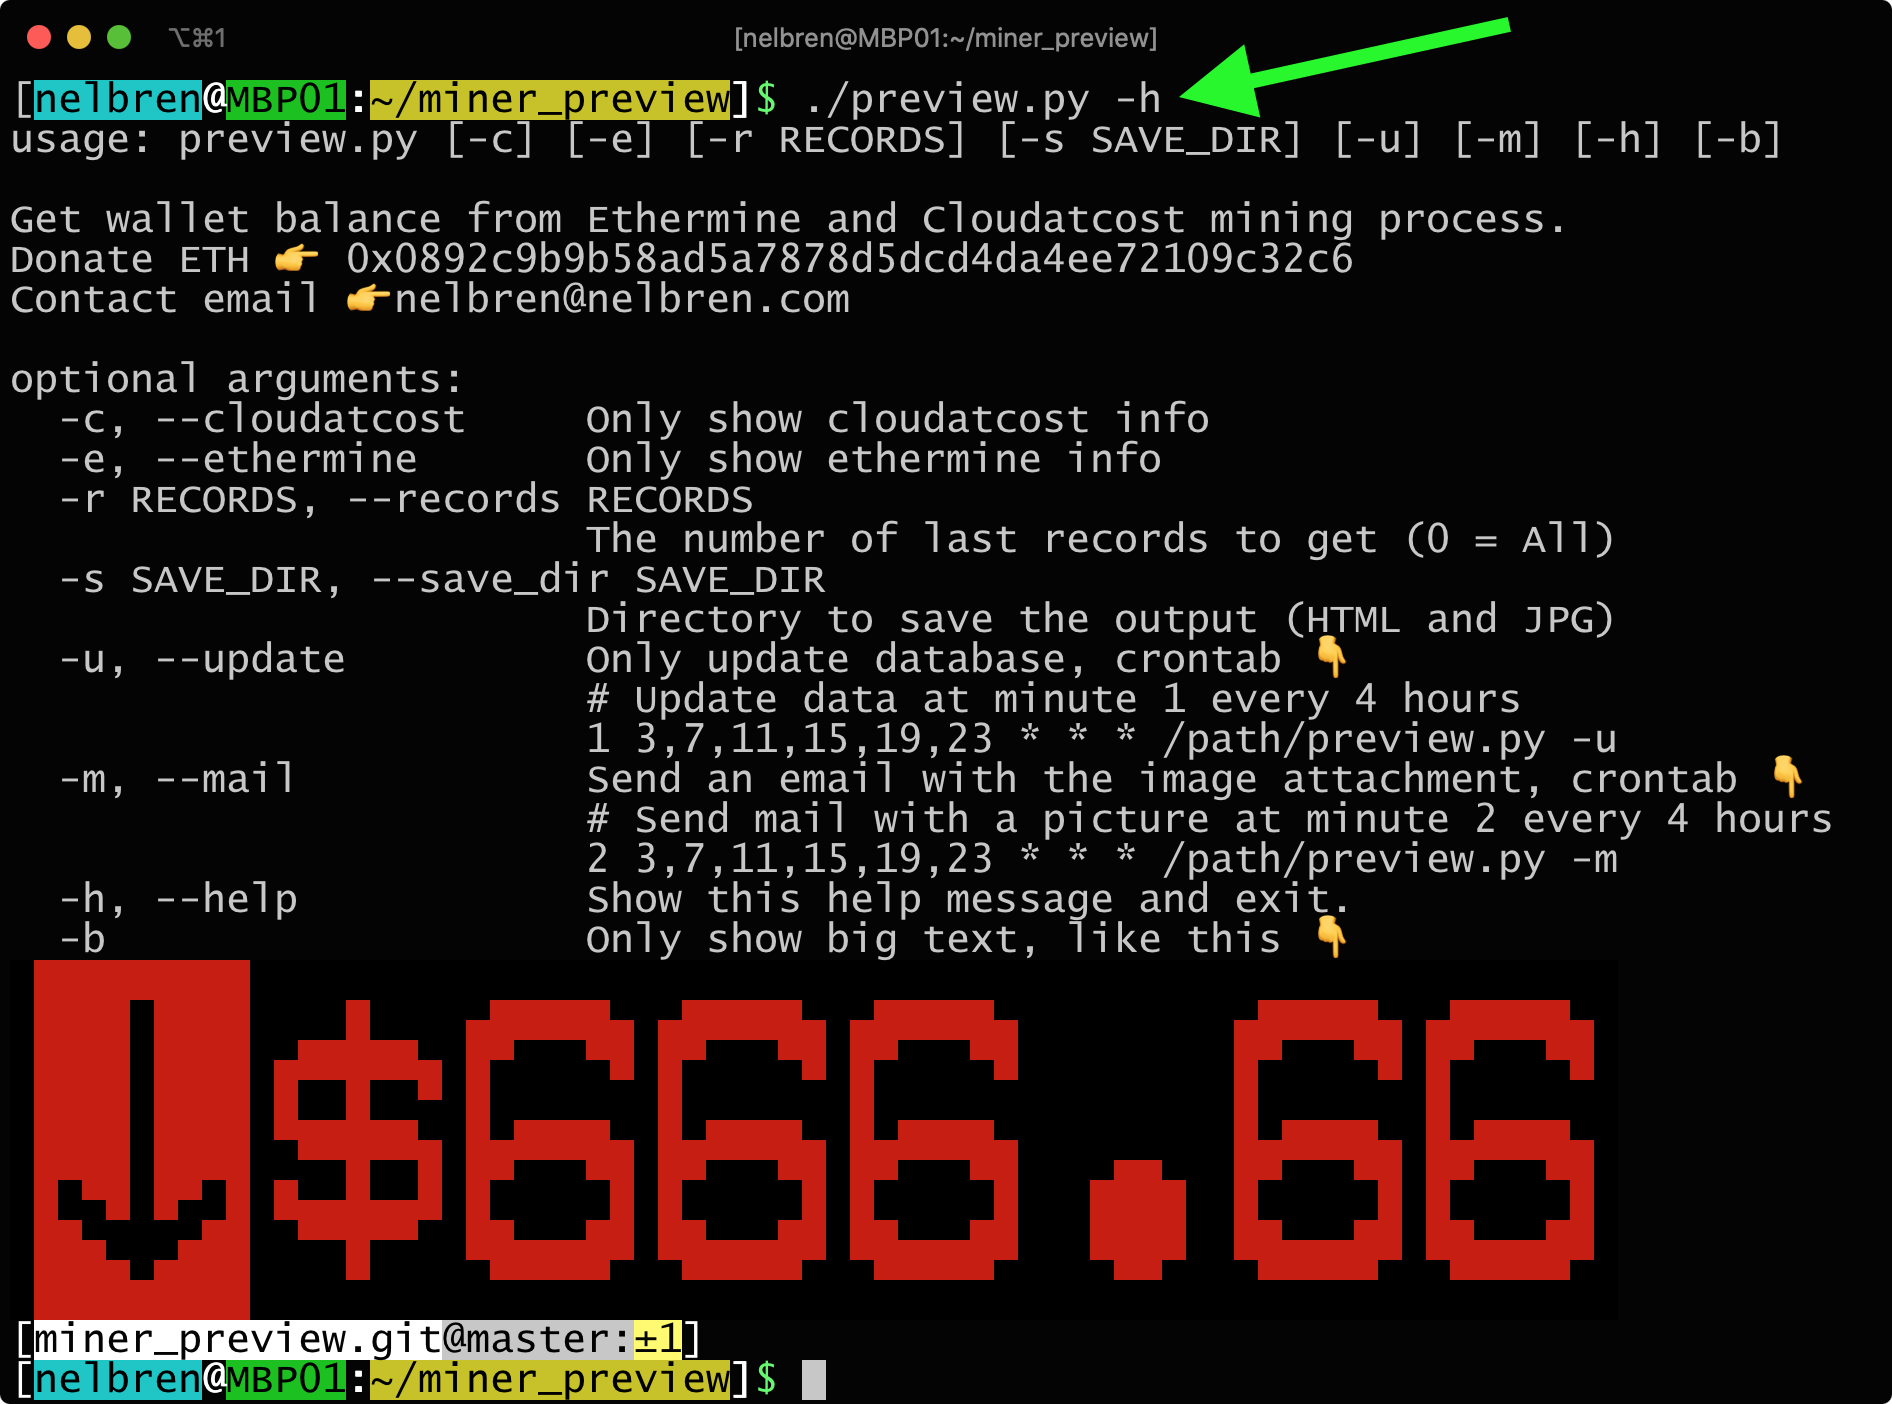 ⌥⌘1 [nelbren@MBP01:~/miner_preview]
[nelbren@MBP01:~/miner_preview]$ ./preview.py -h
usage: preview.py [-c] [-e] [-r RECORDS] [-s SAVE_DIR] [-u] [-m] [-h] [-b]
Get wallet balance from Ethermine and Cloudatcost mining process.
Donate ETH 👉 0x0892c9b9b58ad5a7878d5dcd4da4ee72109c32c6
Contact email 👉nelbren@nelbren.com
optional arguments:
-c, --cloudatcost Only show cloudatcost info
-e, --ethermine Only show ethermine info
-r RECORDS, --records RECORDS
The number of last records to get (0 = All)
-s SAVE_DIR, --save_dir SAVE_DIR
Directory to save the output (HTML and JPG)
-u, --update Only update database, crontab 👇
# Update data at minute 1 every 4 hours
1 3,7,11,15,19,23 * * * /path/preview.py -u
-m, --mail Send an email with the image attachment, crontab 👇
# Send mail with a picture at minute 2 every 4 hours
2 3,7,11,15,19,23 * * * /path/preview.py -m
-h, --help Show this help message and exit.
-b Only show big text, like this 👇
↓$666.66
[miner_preview.git@master:±1]
[nelbren@MBP01:~/miner_preview]$